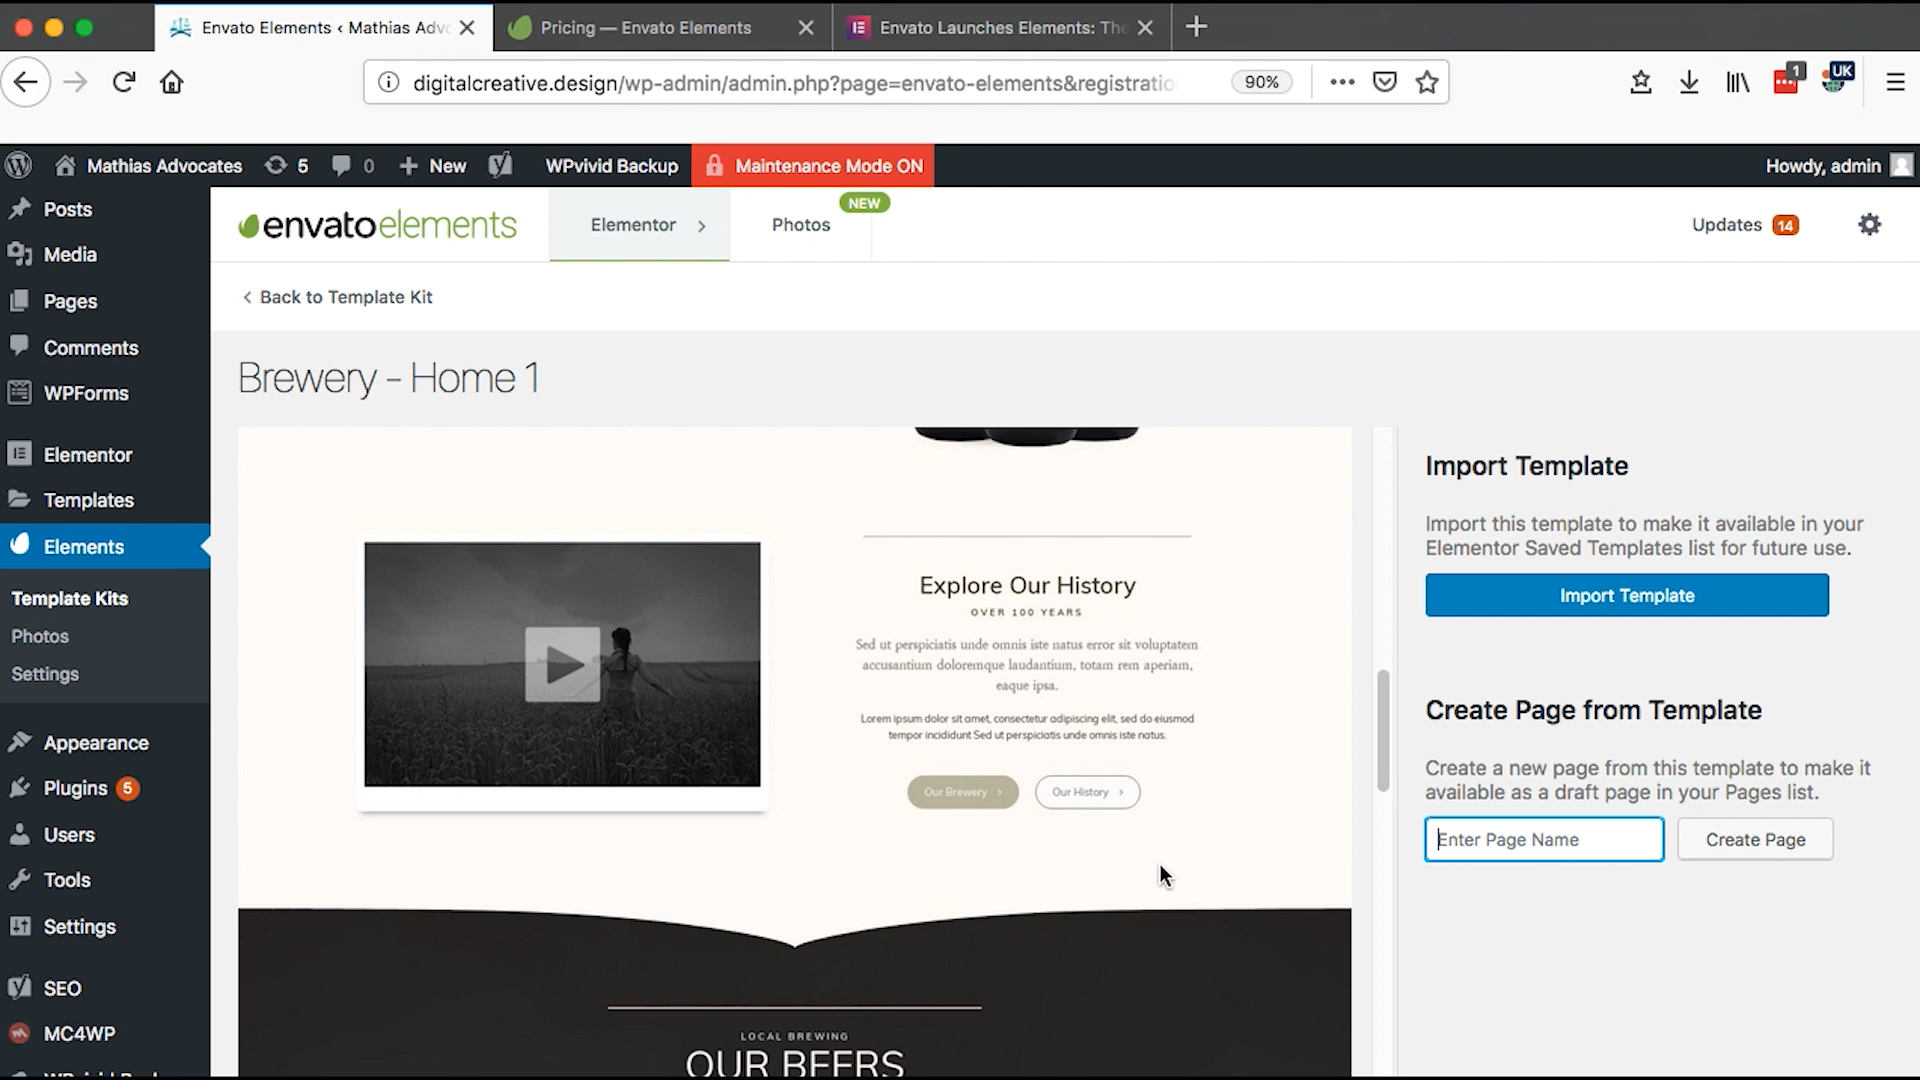 Envato Elements ‹ Mathias Advo
Pricing — Envato Elements
Envato Launches Elements: The
digitalcreative.design/wp-admin/admin.php?page=envato-elements&registratio
90%
1
UK
Mathias Advocates
5
0
New
WPvivid Backup
Maintenance Mode ON
Howdy, admin
Posts
Media
Pages
Comments
WPForms
Elementor
Templates
Elements
Template Kits
Photos
Settings
Appearance
Plugins 5
Users
Tools
Settings
SEO
MC4WP
envatoelements
Elementor
Photos
NEW
Updates 14
Back to Template Kit
Brewery - Home 1
Explore Our History
OVER 100 YEARS
Sed ut perspiciatis unde omnis iste natus error sit voluptatem
accusantium doloremque laudantium, totam rem aperiam,
eaque ipsa.
Lorem ipsum dolor sit amet, consectetur adipiscing elit, sed do eiusmod
tempor incididunt Sed ut perspiciatis unde omnis iste natus.
Our Brewery
Our History
LOCAL BREWING
OUR BEERS
Import Template
Import this template to make it available in your
Elementor Saved Templates list for future use.
Import Template
Create Page from Template
Create a new page from this template to make it
available as a draft page in your Pages list.
Enter Page Name
Create Page